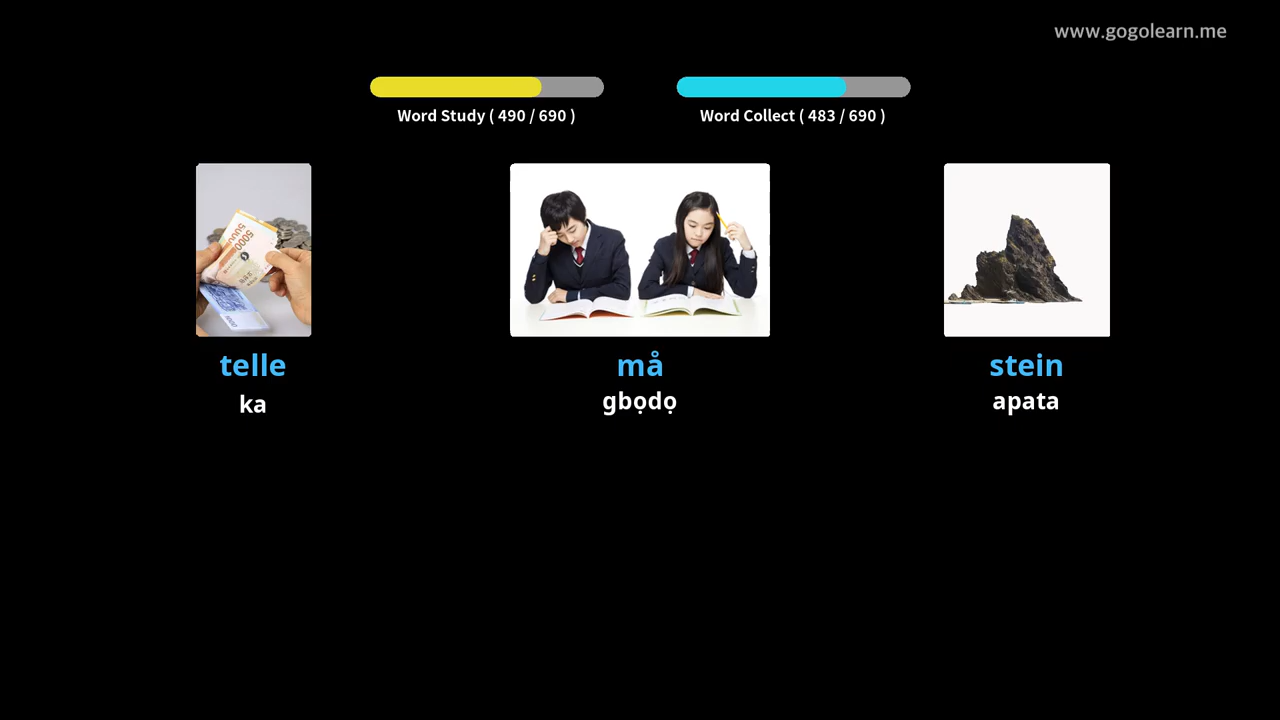 www.gogolearn.me
Word Study ( 490 / 690 )
Word Collect ( 483 / 690 )
telle
ka
må
gbọdọ
stein
apata